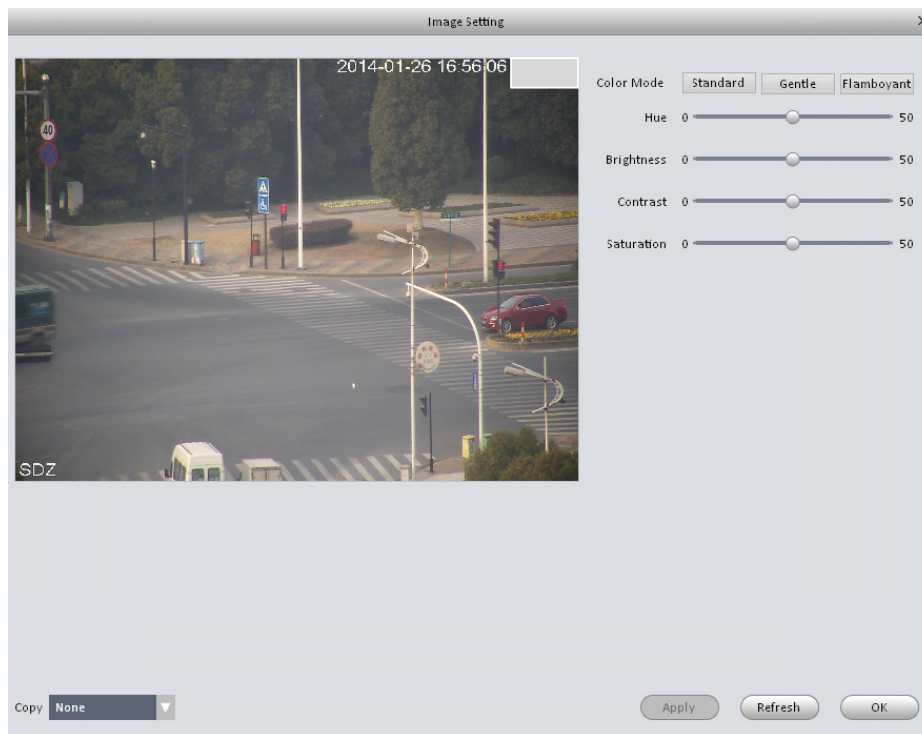 Image Setting
2014-01-26 16:56:06
40
SDZ
Color Mode Standard Gentle Flamboyant
Hue 0 50
Brightness 0 50
Contrast 0 50
Saturation 0 50
Copy None
Apply Refresh OK